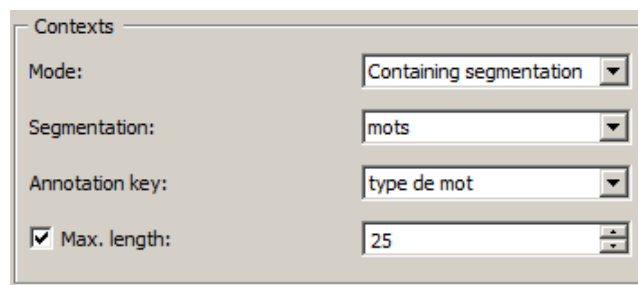 Contexts
Mode: Containing segmentation
Segmentation: mots
Annotation key: type de mot
Max. length: 25